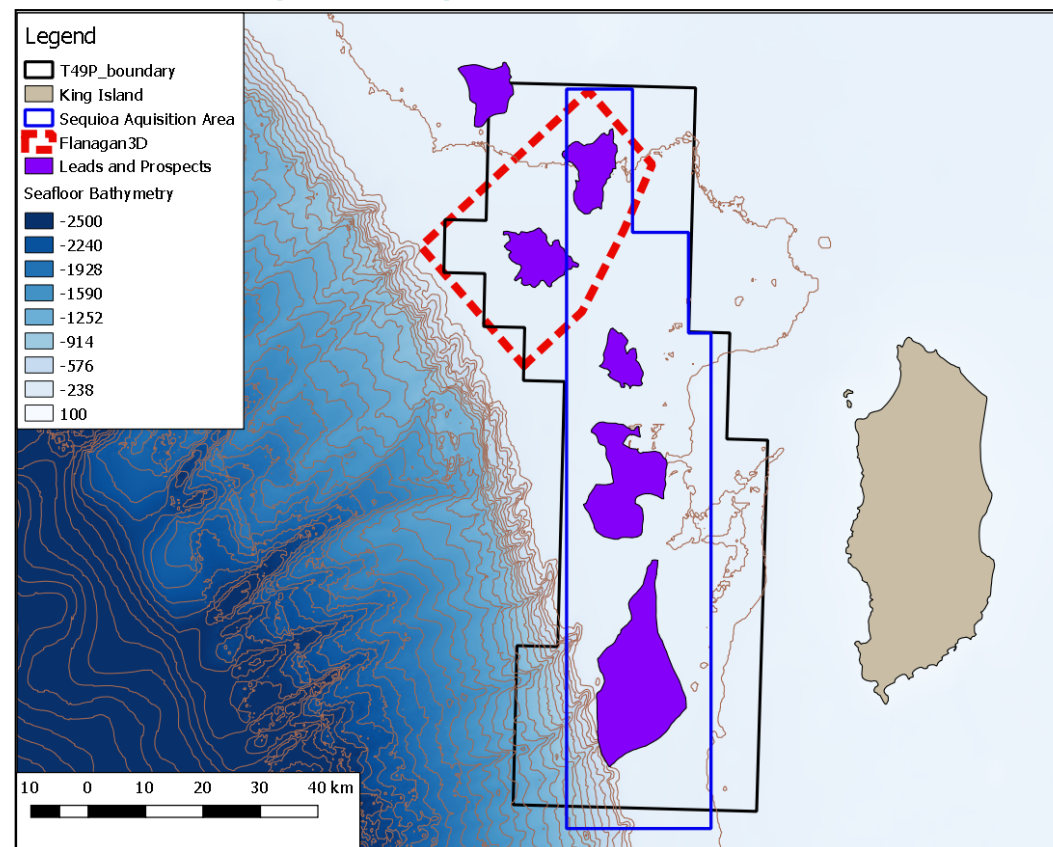 Legend
T49P_boundary
King Island
Sequioa Aquisition Area
Flanagan3D
Leads and Prospects
Seafloor Bathymetry
-2500
-2240
-1928
-1590
-1252
-914
-576
-238
100
10 0 10 20 30 40 km